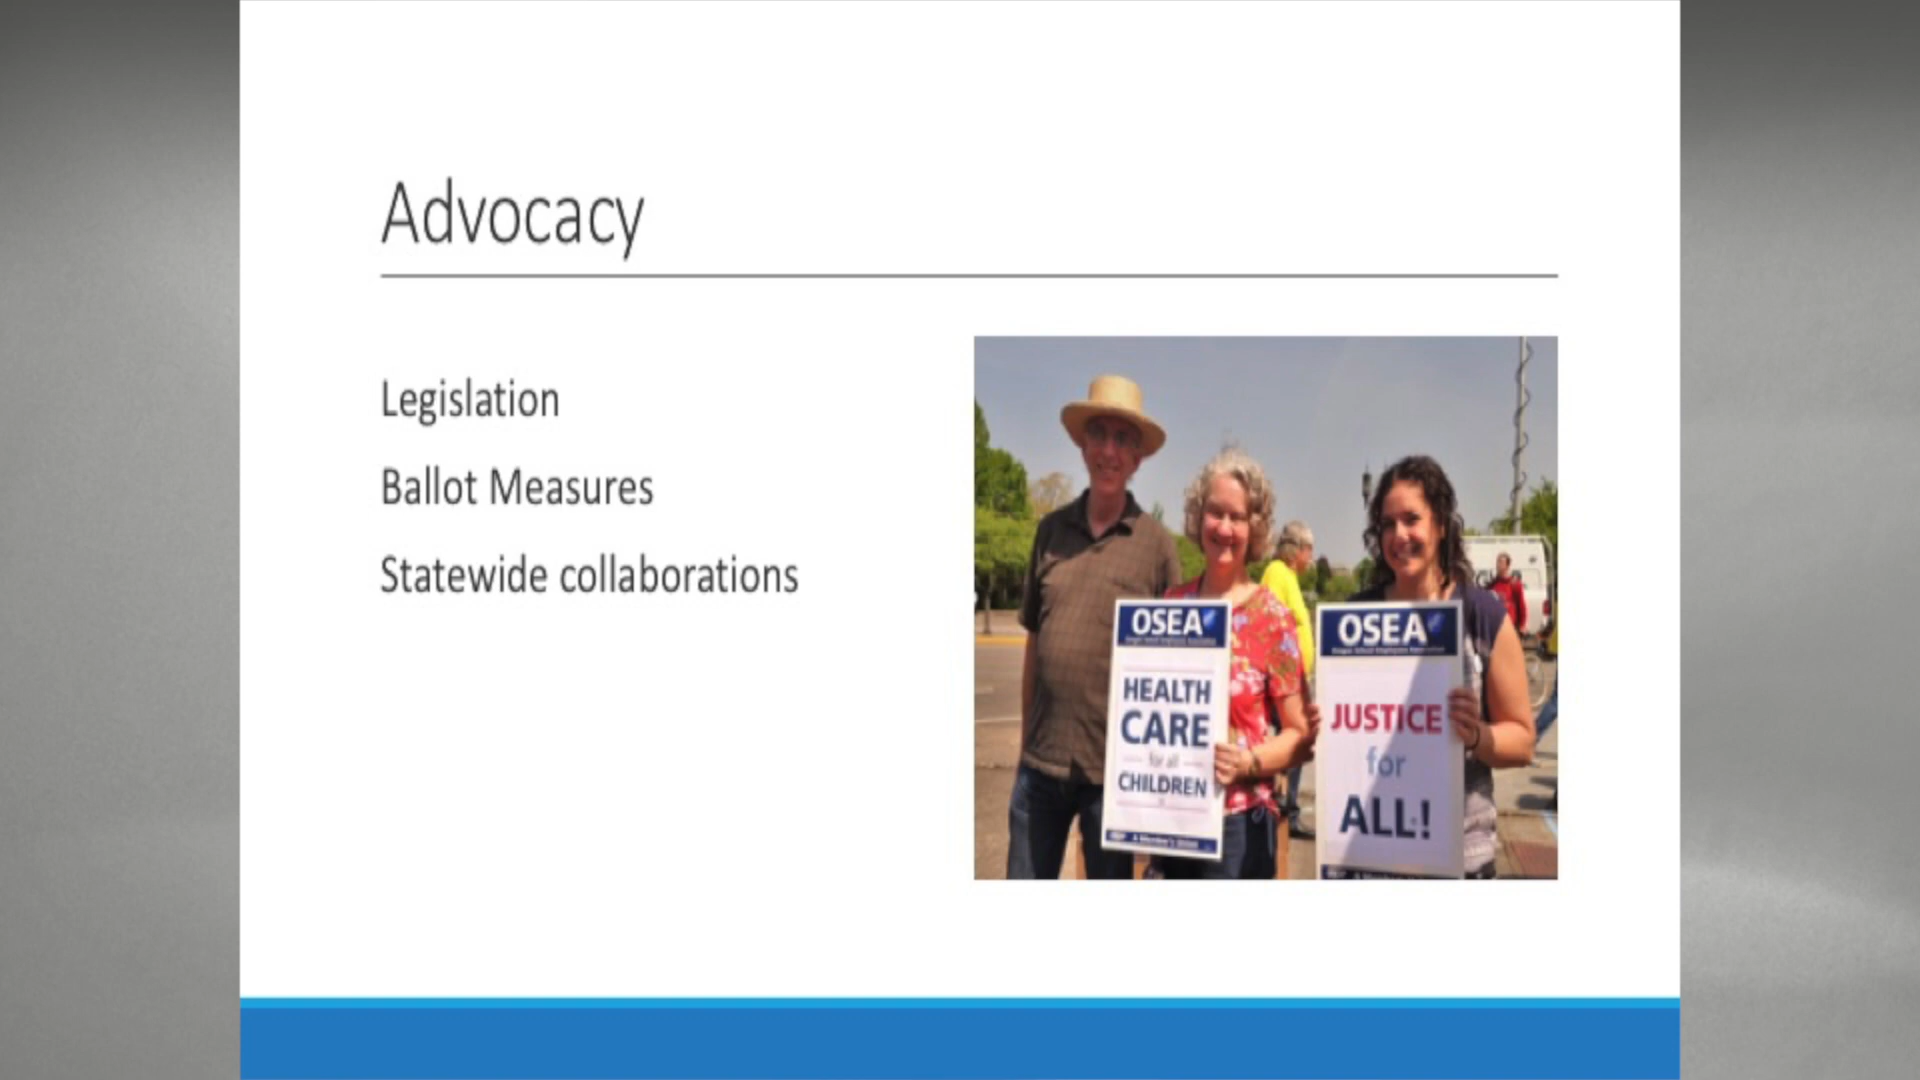 Advocacy
Legislation
Ballot Measures
Statewide collaborations
OSEA
HEALTH
CARE
for all
CHILDREN
OSEA
JUSTICE
for
ALL!